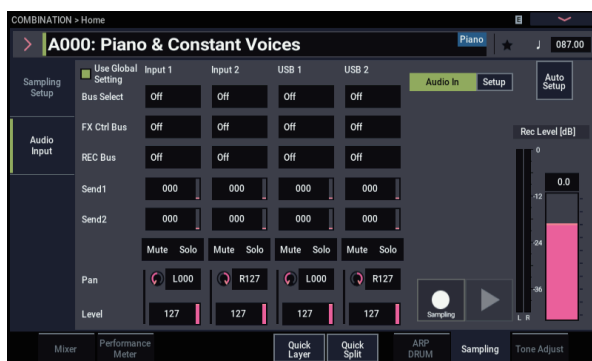 COMBINATION > Home
E
A000: Piano & Constant Voices
Piano
♩ 087.00
Sampling Setup
Audio Input
Use Global Setting
Input 1 Input 2 USB 1 USB 2
Audio In Setup
Auto Setup
Bus Select Off Off Off Off
FX Ctrl Bus Off Off Off Off
REC Bus Off Off Off Off
Send1 000 000 000 000
Send2 000 000 000 000
Mute Solo Mute Solo Mute Solo Mute Solo
Pan L000 R127 L000 R127
Level 127 127 127 127
Rec Level [dB]
0
-12
-24
-36
0.0
L R
Sampling
Mixer
Performance Meter
Quick Layer
Quick Split
ARP DRUM
Sampling
Tone Adjust